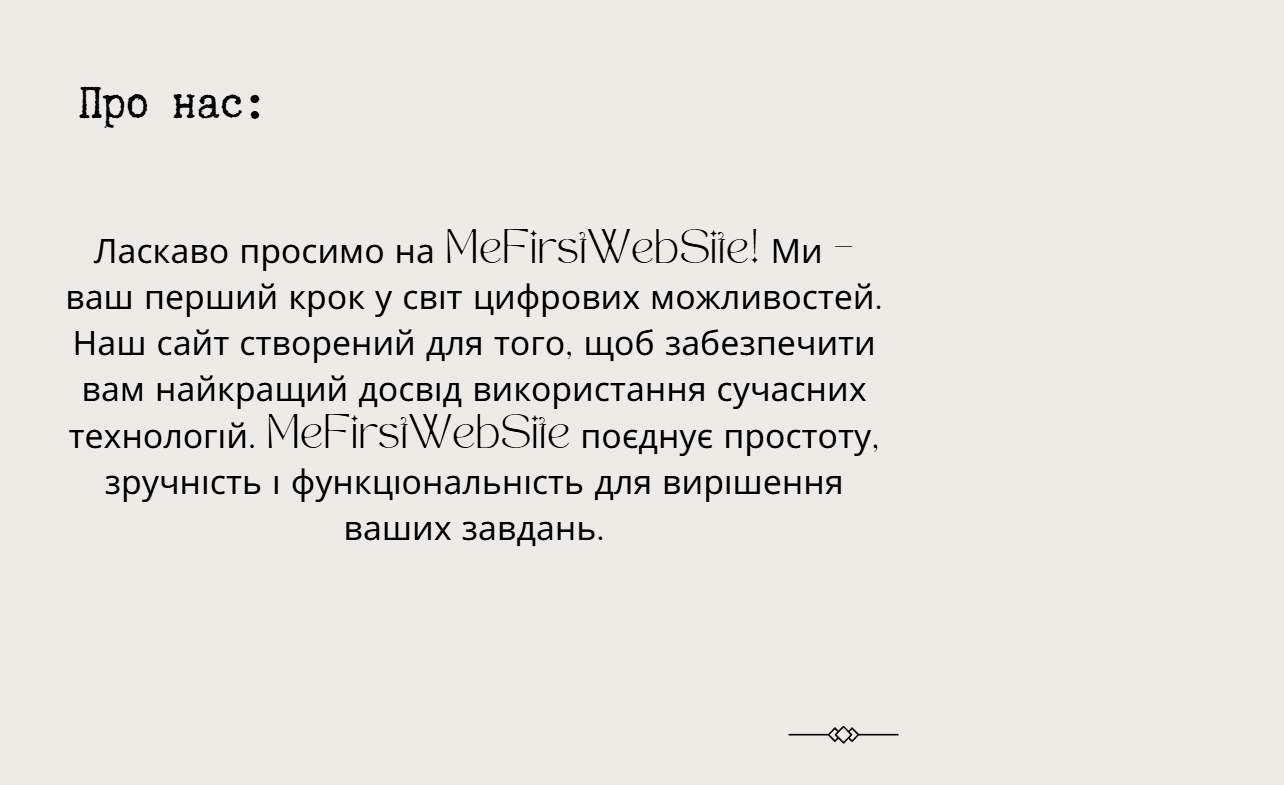 Про нас:
Ласкаво просимо на MeFirstWebSite! Ми –
ваш перший крок у світ цифрових можливостей.
Наш сайт створений для того, щоб забезпечити
вам найкращий досвід використання сучасних
технологій. MeFirstWebSite поєднує простоту,
зручність і функціональність для вирішення
ваших завдань.